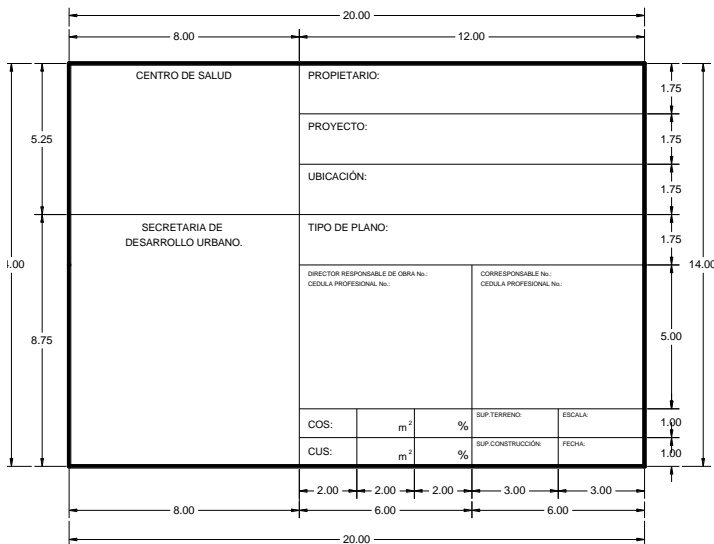 20.00
8.00
12.00
CENTRO DE SALUD
PROPIETARIO:
1.75
PROYECTO:
5.25
1.75
UBICACIÓN:
1.75
SECRETARIA DE
DESARROLLO URBANO.
TIPO DE PLANO:
1.75
.00
14.00
DIRECTOR RESPONSABLE DE OBRA No.:
CEDULA PROFESIONAL No.:
CORRESPONSABLE No.:
CEDULA PROFESIONAL No.:
8.75
5.00
COS:
m²
%
SUP.TERRENO:
ESCALA:
1.00
CUS:
m²
%
SUP.CONSTRUCCIÓN:
FECHA:
1.00
2.00
2.00
2.00
3.00
3.00
8.00
6.00
6.00
20.00